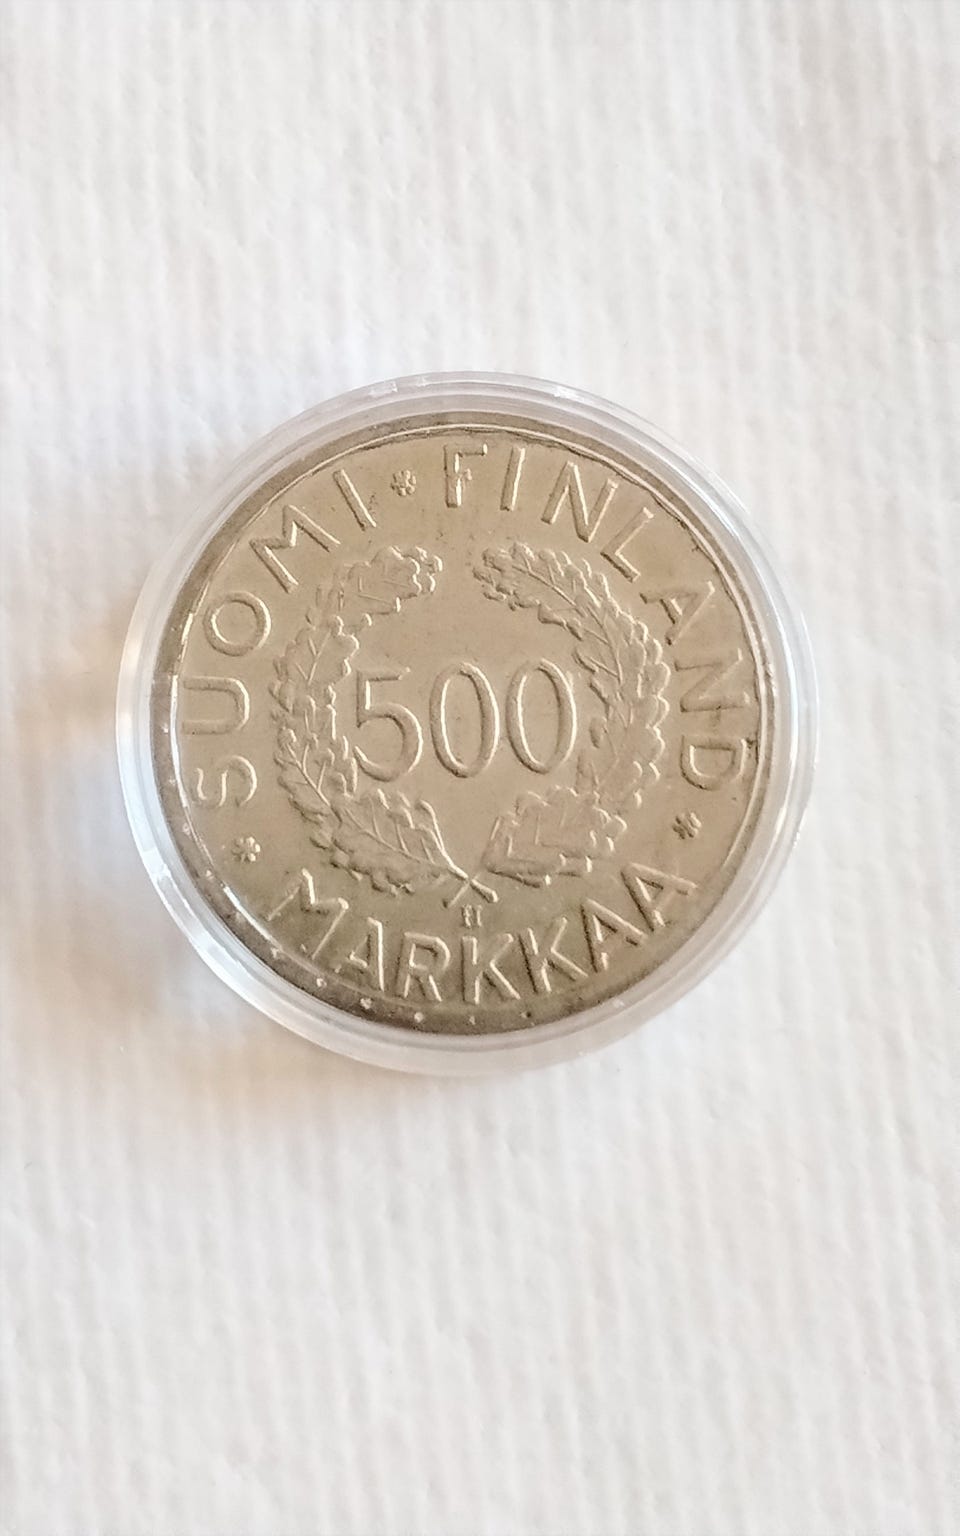 SUOMI * FINLAND *
500
H
MARKKAA *